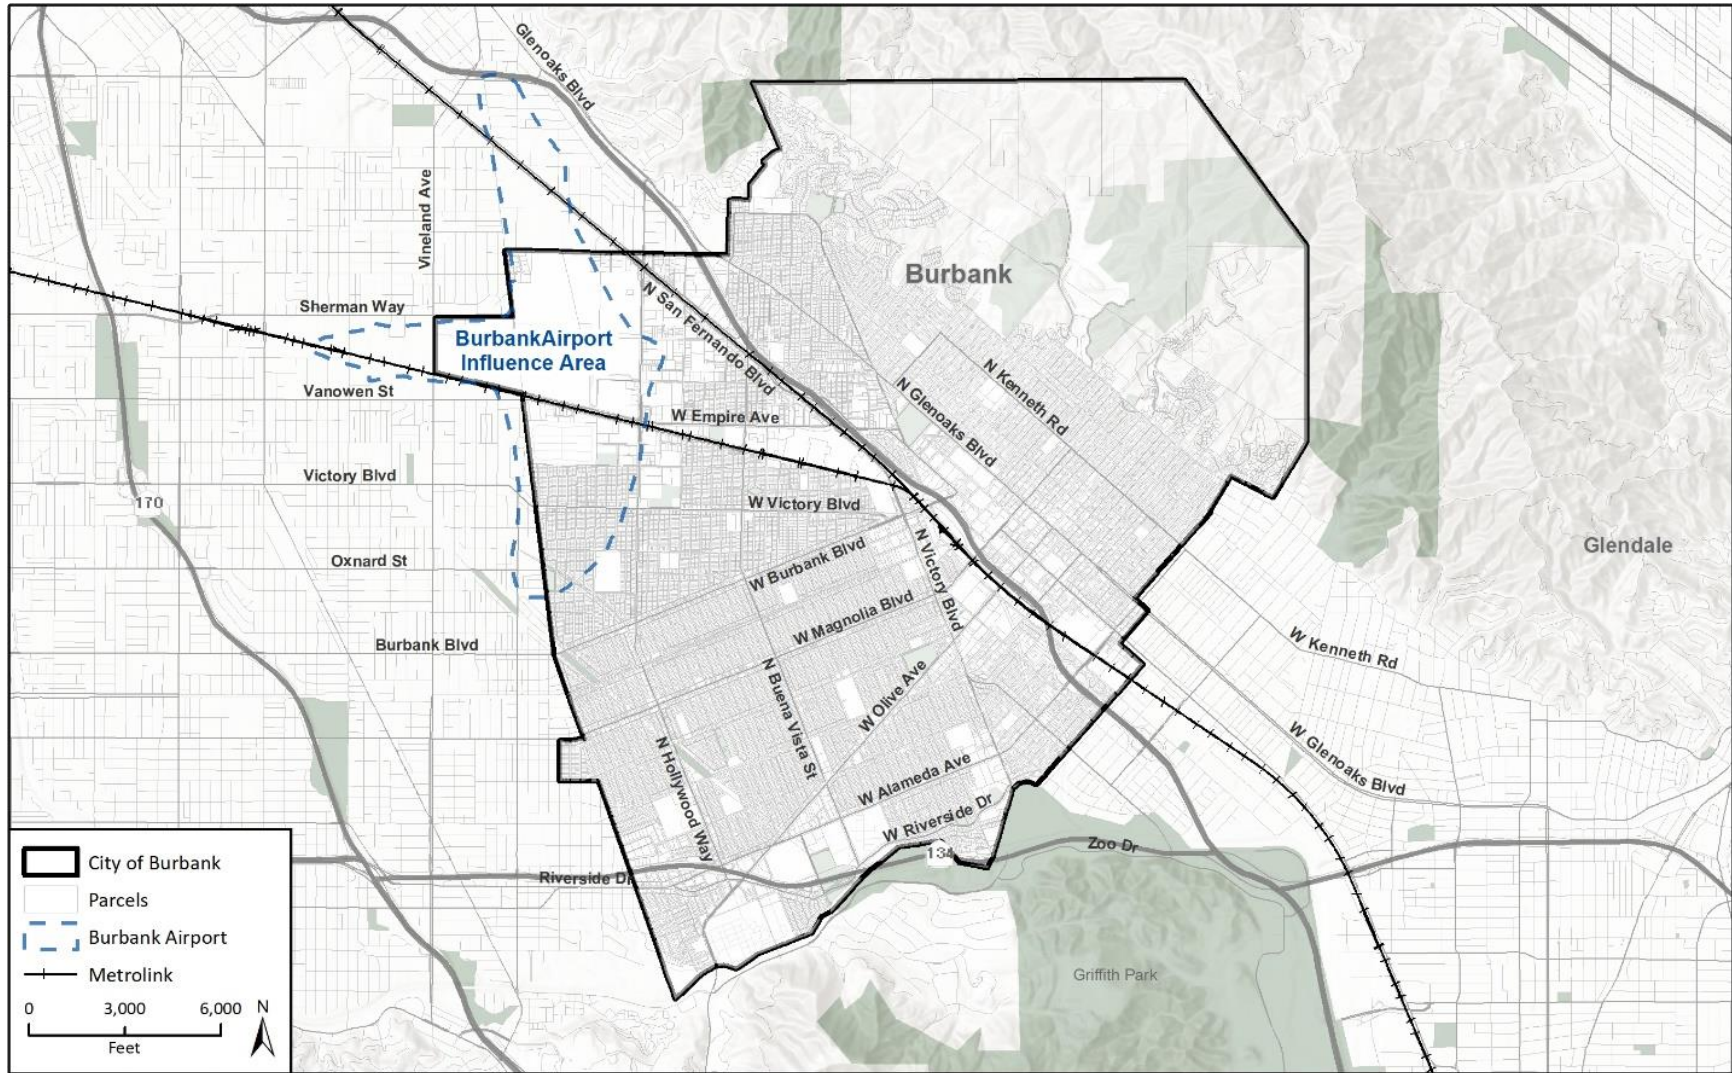 Glenoaks Blvd
Vineland Ave
Burbank
Sherman Way
N San Fernando Blvd
BurbankAirport
Influence Area
N Kenneth Rd
Vanowen St
N Glenoaks Blvd
W Empire Ave
Victory Blvd
170
W Victory Blvd
Glendale
Oxnard St
W Burbank Blvd
N Victory Blvd
W Magnolia Blvd
Burbank Blvd
W Kenneth Rd
N Buena Vista St
W Olive Ave
N Hollywood Way
W Glenoaks Blvd
W Alameda Ave
W Riverside Dr
134
Zoo Dr
Riverside Dr
Griffith Park
City of Burbank
Parcels
Burbank Airport
Metrolink
0 3,000 6,000
Feet
N